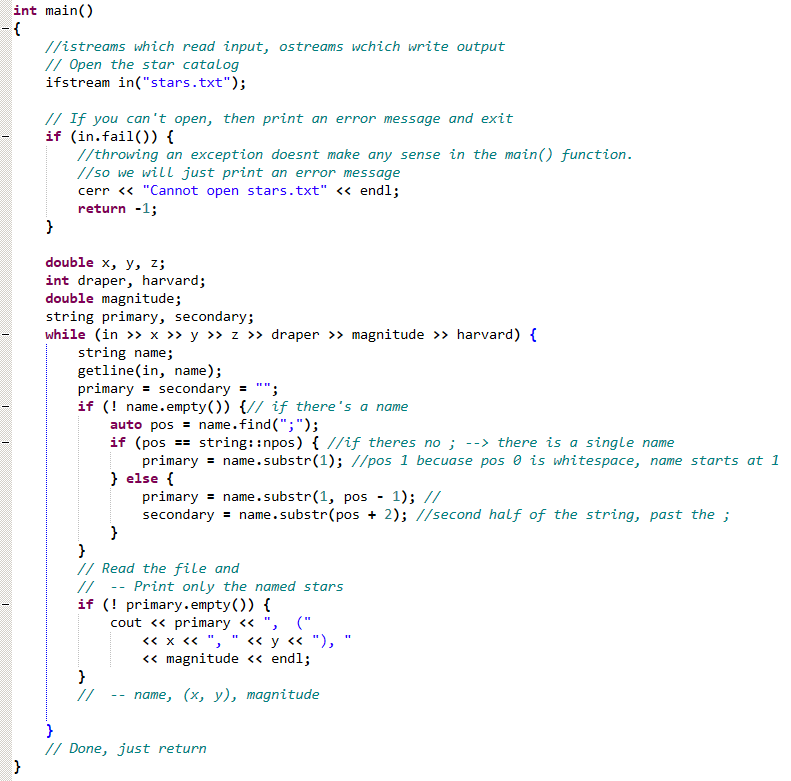 int main()
{
//istreams which read input, ostreams wchich write output
// Open the star catalog
ifstream in("stars.txt");
// If you can't open, then print an error message and exit
if (in.fail()) {
//throwing an exception doesnt make any sense in the main() function.
//so we will just print an error message
cerr << "Cannot open stars.txt" << endl;
return -1;
}
double x, y, z;
int draper, harvard;
double magnitude;
string primary, secondary;
while (in >> x >> y >> z >> draper >> magnitude >> harvard) {
string name;
getline(in, name);
primary = secondary = "";
if (! name.empty()) {// if there's a name
auto pos = name.find(";");
if (pos == string::npos) { //if theres no ; --> there is a single name
primary = name.substr(1); //pos 1 becuase pos 0 is whitespace, name starts at 1
} else {
primary = name.substr(1, pos - 1); //
secondary = name.substr(pos + 2); //second half of the string, past the ;
}
}
// Read the file and
// -- Print only the named stars
if (! primary.empty()) {
cout << primary << ", ("
<< x << ", " << y << "), "
<< magnitude << endl;
}
// -- name, (x, y), magnitude
}
// Done, just return
}